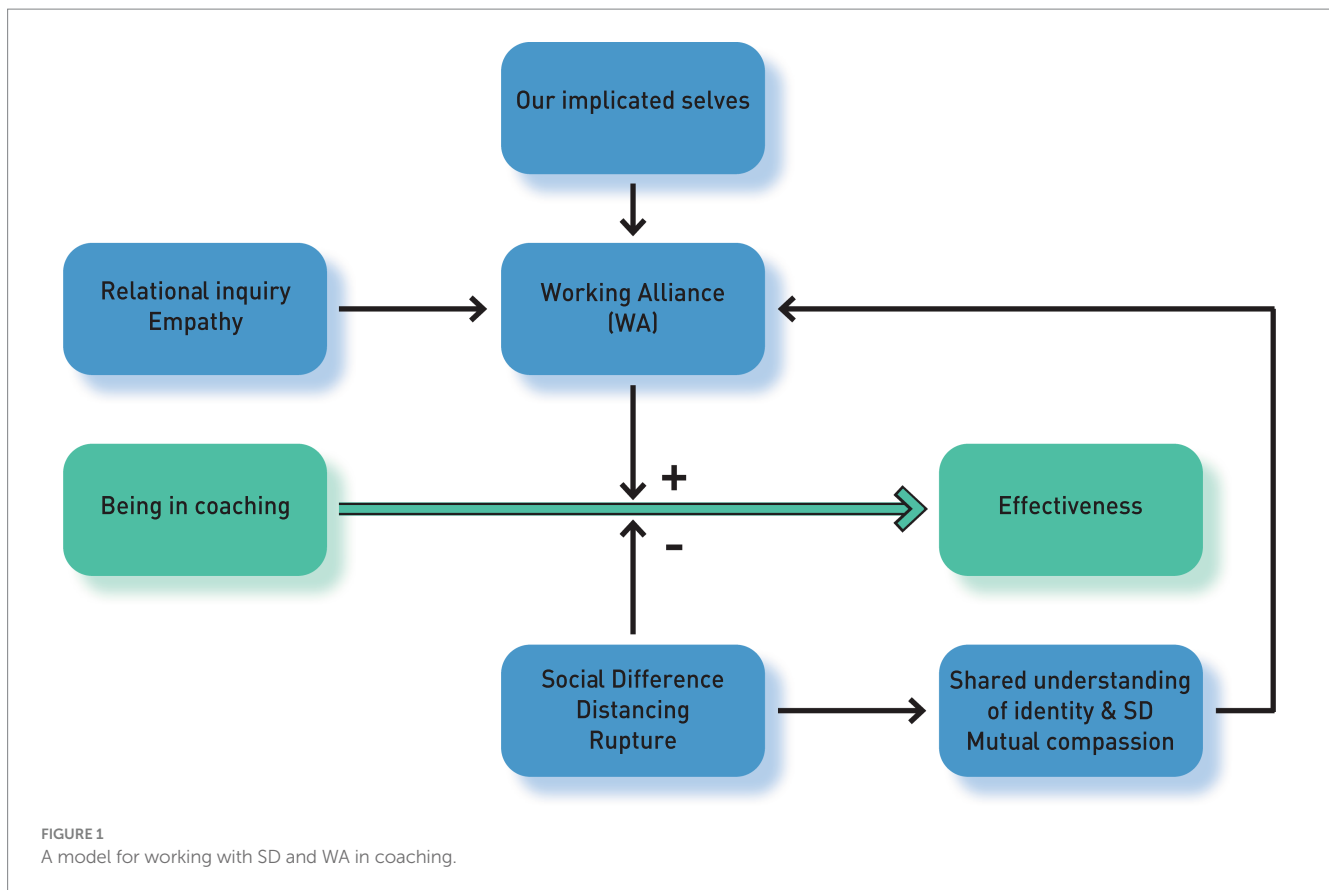 Our implicated selves
Relational inquiry
Empathy
Working Alliance
(WA)
+
Being in coaching
Effectiveness
-
Social Difference
Distancing
Rupture
Shared understanding
of identity & SD
Mutual compassion
FIGURE 1
A model for working with SD and WA in coaching.